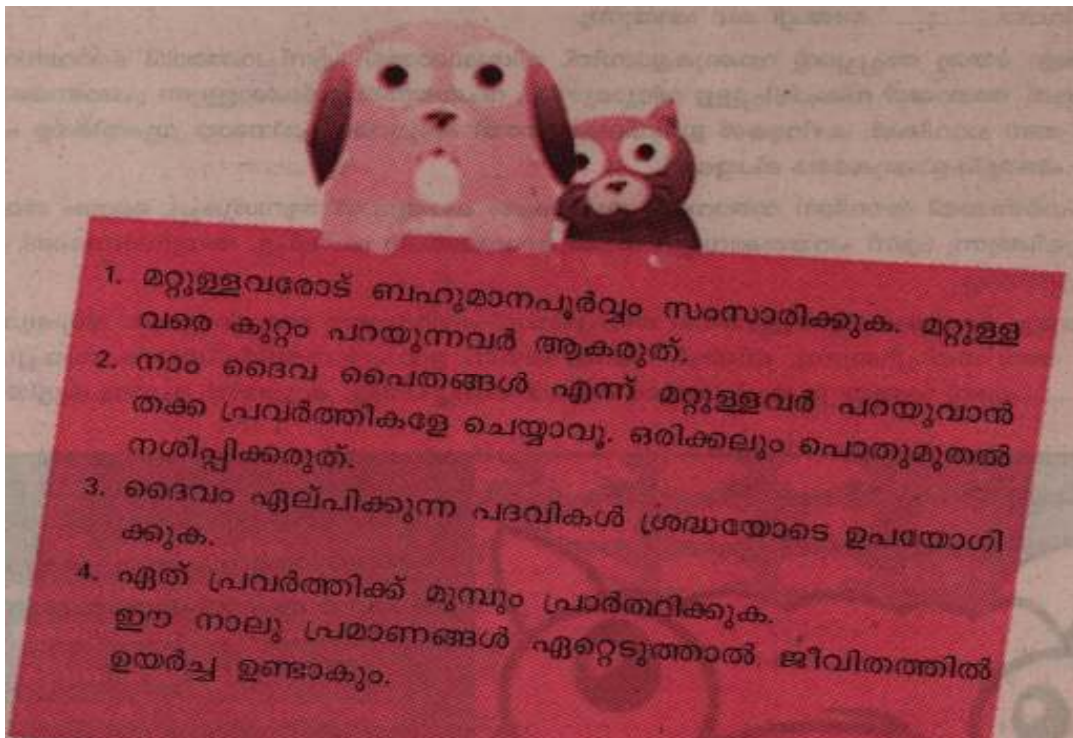 1. മറ്റുള്ളവരോട് ബഹുമാനപൂർവ്വം സംസാരിക്കുക. മറ്റുള്ള
വരെ കുറ്റം പറയുന്നവർ ആകരുത്.
2. നാം ദൈവ പൈതങ്ങൾ എന്ന് മറ്റുള്ളവർ പറയുവാൻ
തക്ക പ്രവർത്തികളേ ചെയ്യാവൂ. ഒരിക്കലും പൊതുമുതൽ
നശിപ്പിക്കരുത്.
3. ദൈവം ഏല്പിക്കുന്ന പദവികൾ ശ്രദ്ധയോടെ ഉപയോഗി
ക്കുക.
4. ഏത് പ്രവർത്തിക്ക് മുമ്പും പ്രാർത്ഥിക്കുക.
ഈ നാലു പ്രമാണങ്ങൾ ഏറ്റെടുത്താൽ ജീവിതത്തിൽ
ഉയർച്ച ഉണ്ടാകും.